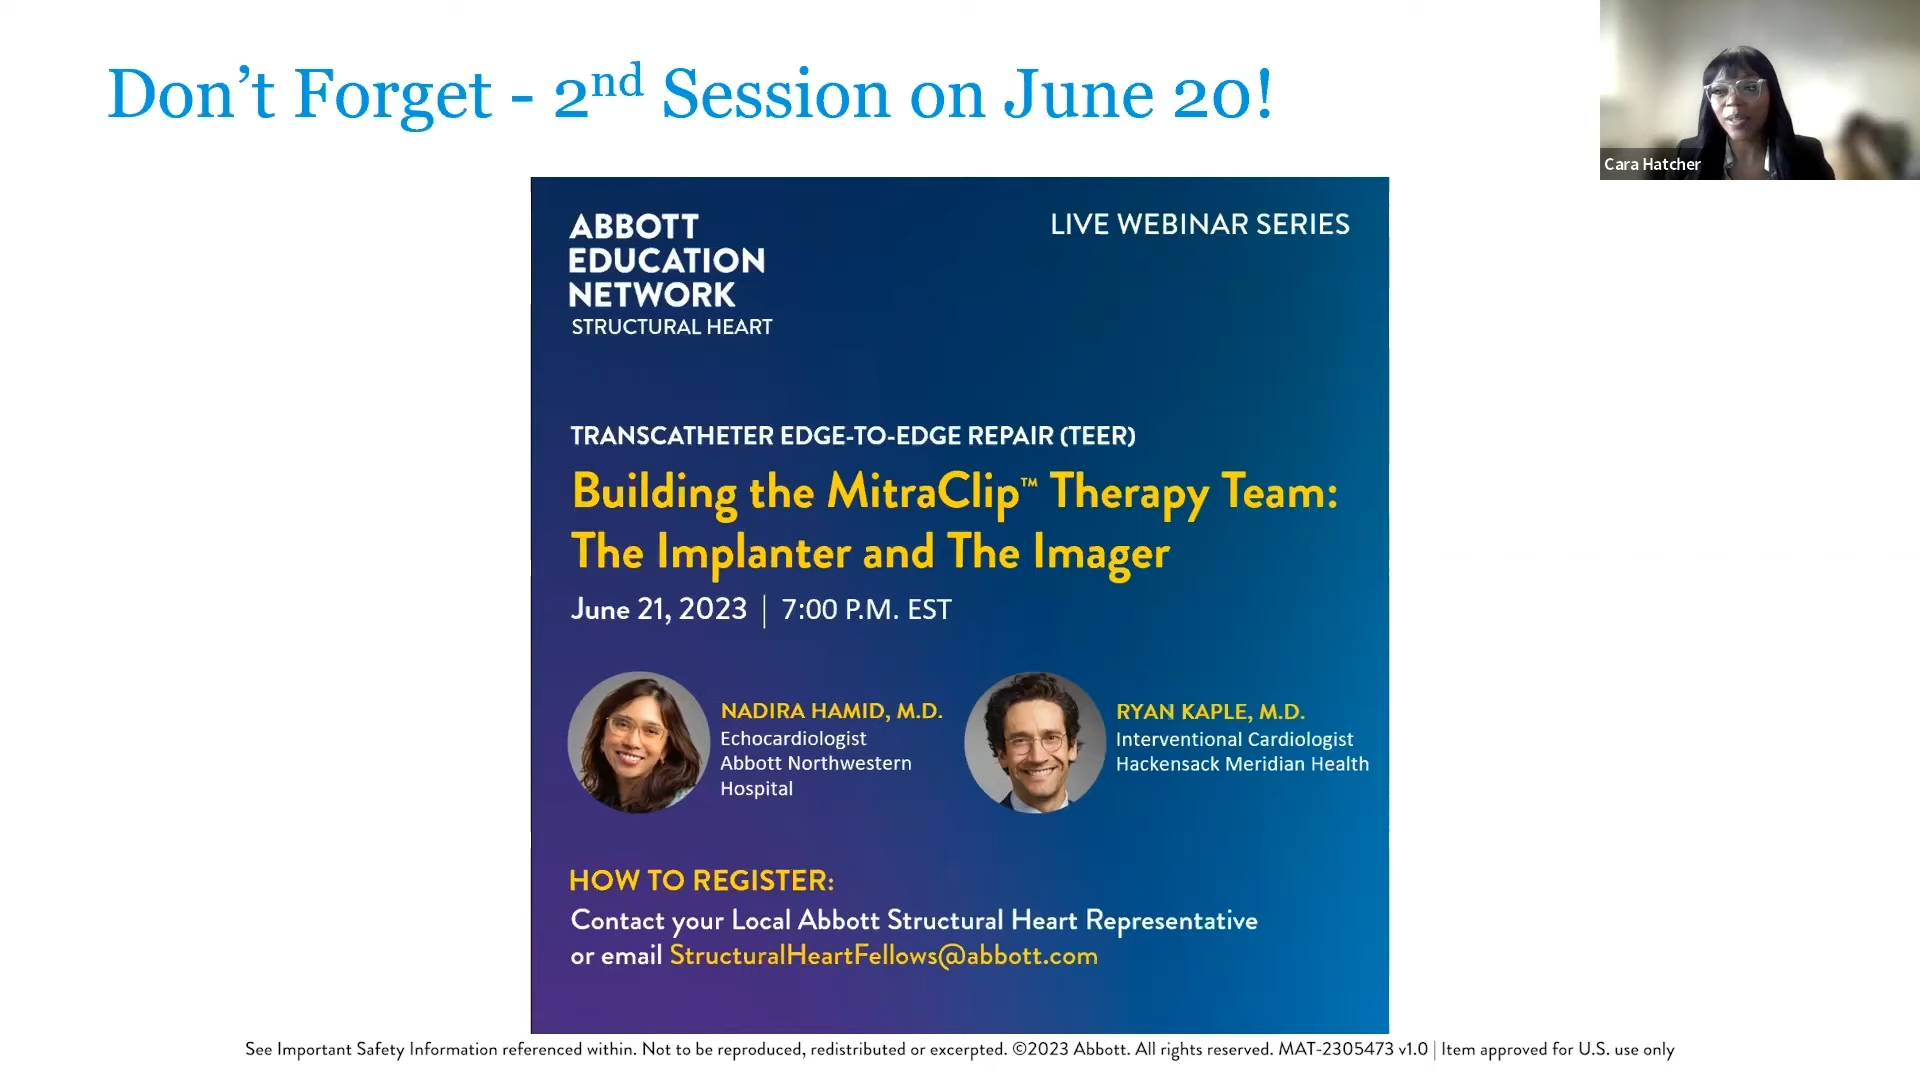 Don’t Forget - 2nd Session on June 20!
Cara Hatcher
ABBOTT
EDUCATION
NETWORK
STRUCTURAL HEART
LIVE WEBINAR SERIES
TRANSCATHETER EDGE-TO-EDGE REPAIR (TEER)
Building the MitraClip™ Therapy Team:
The Implanter and The Imager
June 21, 2023 | 7:00 P.M. EST
NADIRA HAMID, M.D.
Echocardiologist
Abbott Northwestern
Hospital
RYAN KAPLE, M.D.
Interventional Cardiologist
Hackensack Meridian Health
HOW TO REGISTER:
Contact your Local Abbott Structural Heart Representative
or email StructuralHeartFellows@abbott.com
See Important Safety Information referenced within. Not to be reproduced, redistributed or excerpted. ©2023 Abbott. All rights reserved. MAT-2305473 v1.0 | Item approved for U.S. use only